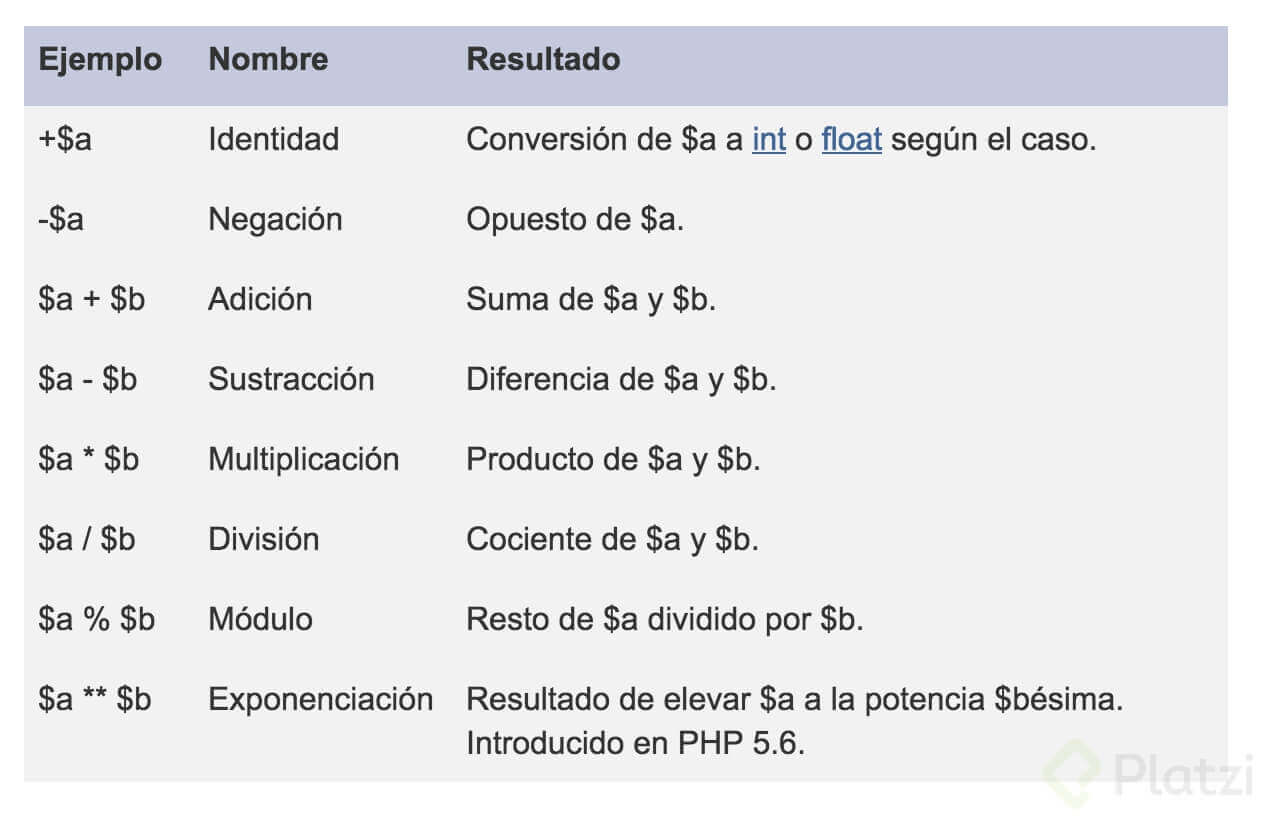 Ejemplo Nombre Resultado
+$a Identidad Conversión de $a a int o float según el caso.
-$a Negación Opuesto de $a.
$a + $b Adición Suma de $a y $b.
$a - $b Sustracción Diferencia de $a y $b.
$a * $b Multiplicación Producto de $a y $b.
$a / $b División Cociente de $a y $b.
$a % $b Módulo Resto de $a dividido por $b.
$a ** $b Exponenciación Resultado de elevar $a a la potencia $bésima.
Introducido en PHP 5.6.
Platzi